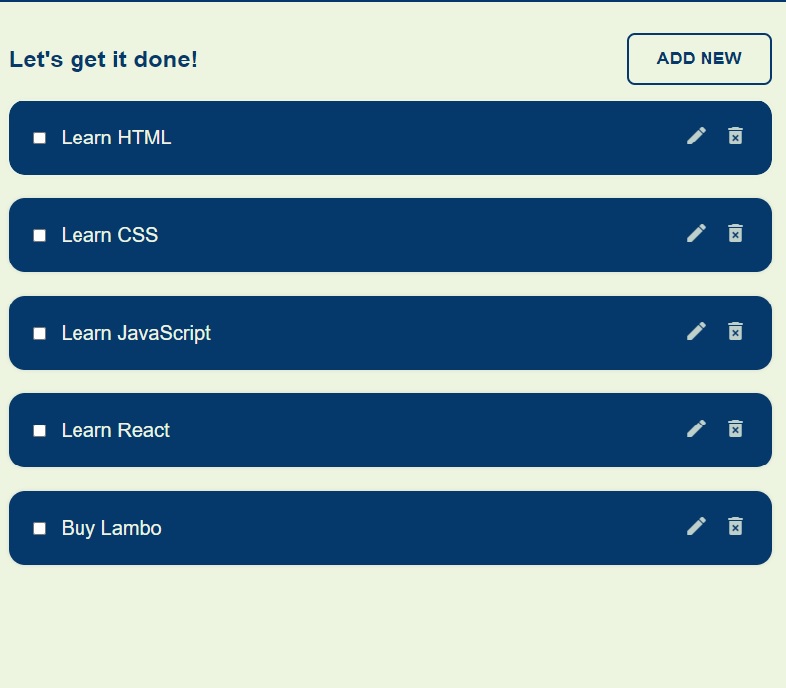 Let's get it done!
ADD NEW
Learn HTML
Learn CSS
Learn JavaScript
Learn React
Buy Lambo